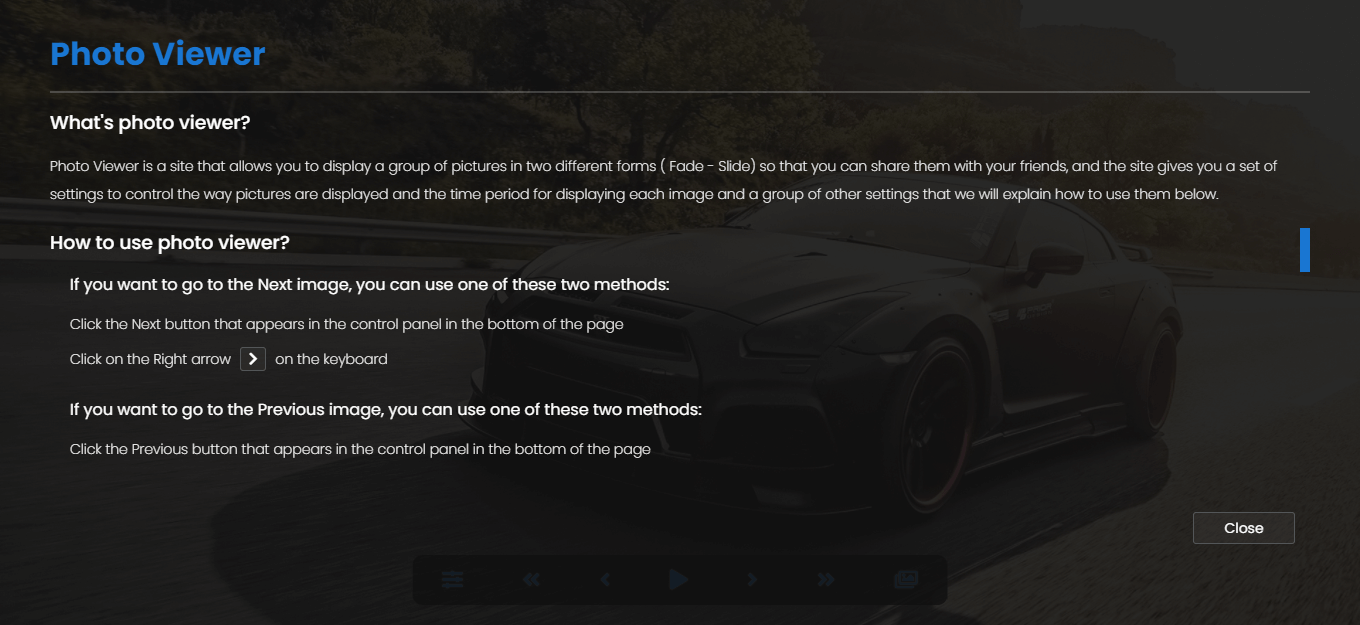 Photo Viewer
What's photo viewer?
Photo Viewer is a site that allows you to display a group of pictures in two different forms ( Fade - Slide) so that you can share them with your friends, and the site gives you a set of
settings to control the way pictures are displayed and the time period for displaying each image and a group of other settings that we will explain how to use them below.
How to use photo viewer?
If you want to go to the Next image, you can use one of these two methods:
Click the Next button that appears in the control panel in the bottom of the page
Click on the Right arrow on the keyboard
If you want to go to the Previous image, you can use one of these two methods:
Click the Previous button that appears in the control panel in the bottom of the page
Close